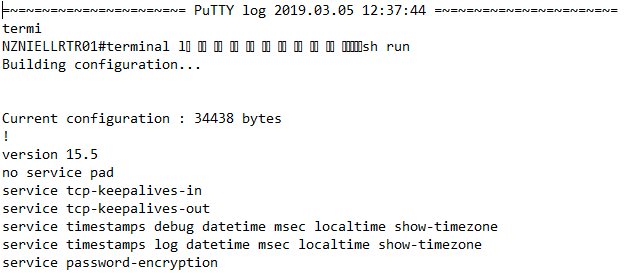 =~=~=~=~=~=~=~=~=~=~=~= PuTTY log 2019.03.05 12:37:44 =~=~=~=~=~=~=~=~=~=~=~=
termi
NZNIELLRTR01#terminal l▯ ▯▯ ▯▯ ▯▯ ▯▯ ▯▯ ▯▯ ▯▯ ▯▯ ▯▯ ▯▯▯▯▯sh run
Building configuration...
Current configuration : 34438 bytes
!
version 15.5
no service pad
service tcp-keepalives-in
service tcp-keepalives-out
service timestamps debug datetime msec localtime show-timezone
service timestamps log datetime msec localtime show-timezone
service password-encryption